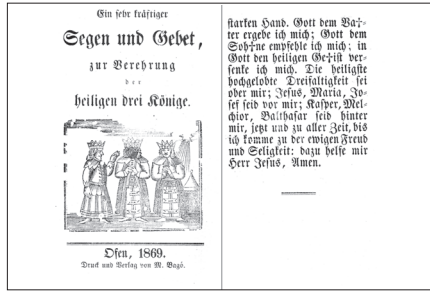 Ein sehr kräftiger
Segen und Gebet,
zur Verehrung
der
heiligen drei Könige.
Ofen, 1869.
Druck und Verlag von M. Bagó.
starken Hand. Gott dem Va†-
ter ergebe ich mich; Gott dem
Soh†ne empfehle ich mich; in
Gott den heiligen Ge†ist ver-
senke ich mich. Die heiligste
hochgelobte Dreifaltigkeit sei
ober mir; Jesus, Maria, Jo-
sef seid vor mir; Kasper, Mel-
chior, Balthasar seid hinter
mir, jetzt und zu aller Zeit, bis
ich komme zu der ewigen Freud
und Seligkeit: dazu helfe mir
Herr Jesus, Amen.